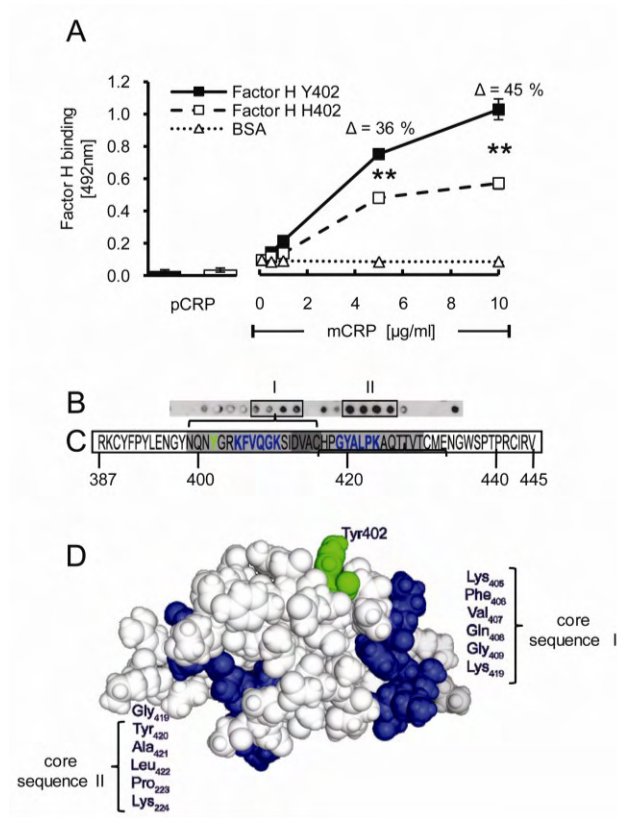 A
1.2
1.0
0.8
0.6
0.4
0.2
0.0
Factor H binding
[492nm]
Factor H Y402
Factor H H402
BSA
Δ = 36 %
Δ = 45 %
**
**
pCRP
0 2 4 6 8 10
mCRP [µg/ml]
I II
B
C
RKCYFPYLENGYNQNYGRKFVQGKSIDVACHPGYALPKAQTTVTCMENGWSPTPRCIRV
387 400 420 440 445
D
Tyr402
Lys405
Phe406
Val407
Gln408
Gly409
Lys419
core
sequence I
Gly419
Tyr420
Ala421
Leu422
Pro223
Lys224
core
sequence II